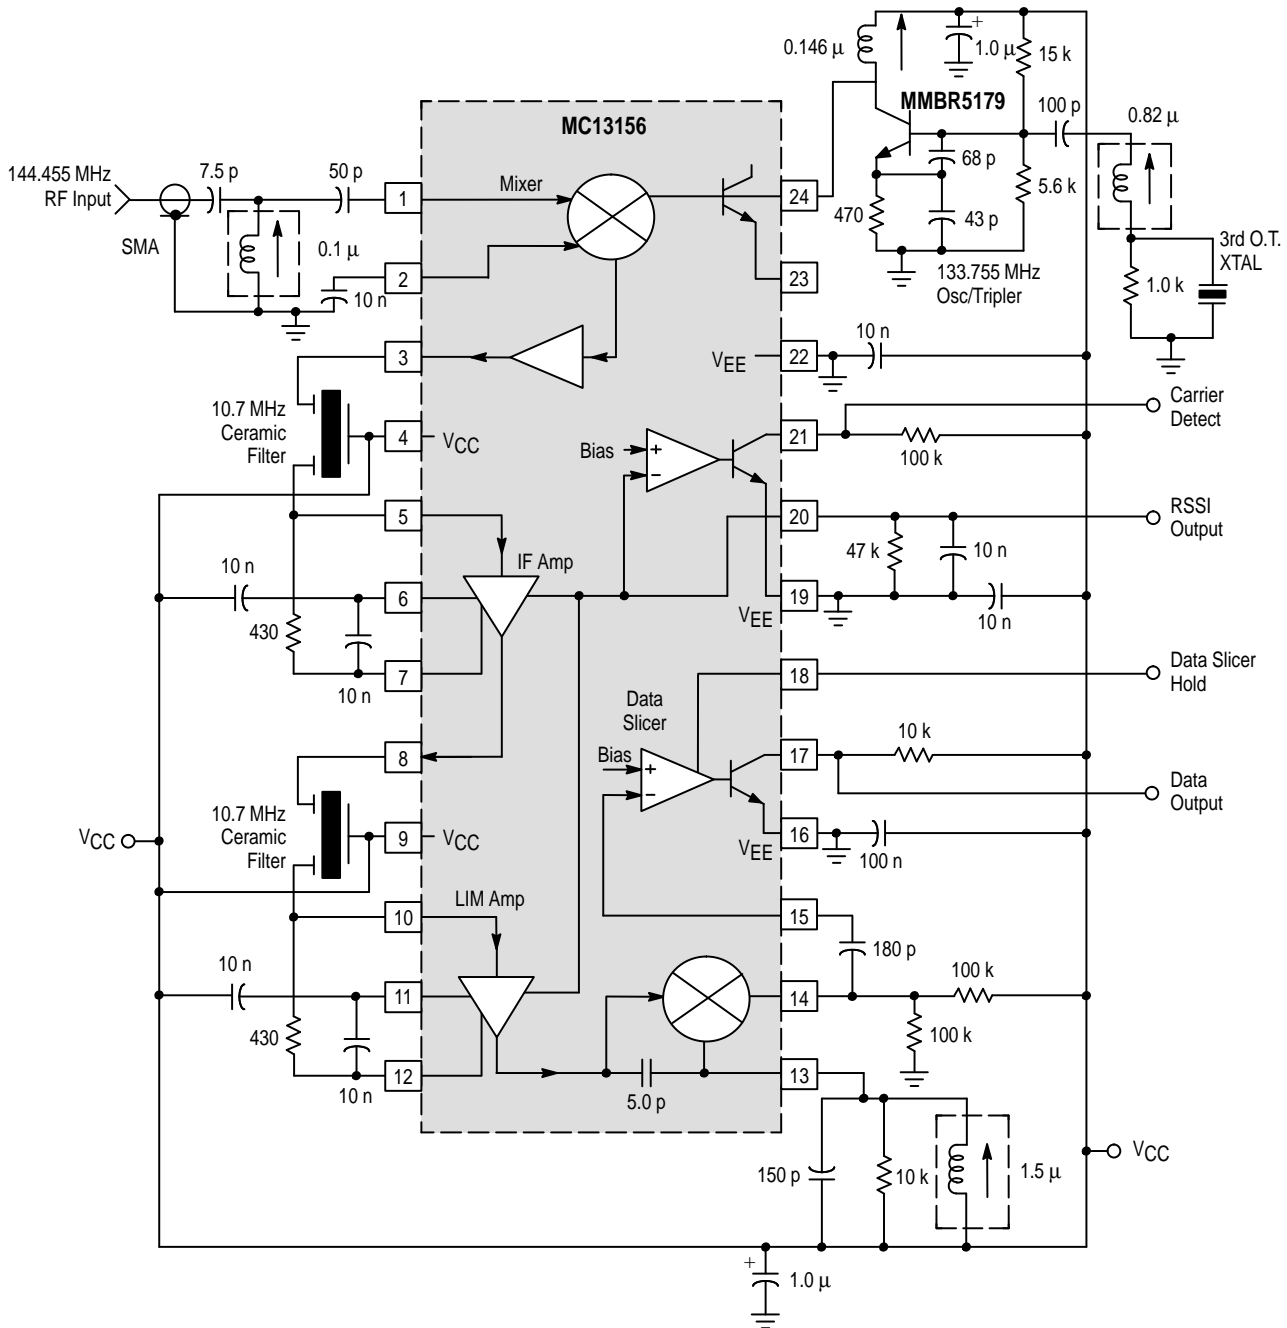 0.146 μ
+
1.0 μ
15 k
MMBR5179
100 p
0.82 μ
MC13156
144.455 MHz
RF Input
7.5 p
50 p
1
Mixer
24
68 p
5.6 k
SMA
0.1 μ
470
43 p
3rd O.T.
XTAL
2
10 n
23
133.755 MHz
Osc/Tripler
1.0 k
3
VEE
22
10 n
10.7 MHz
Ceramic
Filter
4
VCC
Bias
+
−
21
100 k
Carrier
Detect
5
20
RSSI
Output
47 k
10 n
10 n
IF Amp
6
430
VEE
19
10 n
7
10 n
18
Data Slicer
Hold
Data
Slicer
8
Bias
+
−
17
10 k
Data
Output
10.7 MHz
Ceramic
Filter
VCC
9
VCC
VEE
16
100 n
LIM Amp
10
15
180 p
10 n
11
14
100 k
430
100 k
12
10 n
5.0 p
13
150 p
10 k
1.5 μ
VCC
+
1.0 μ